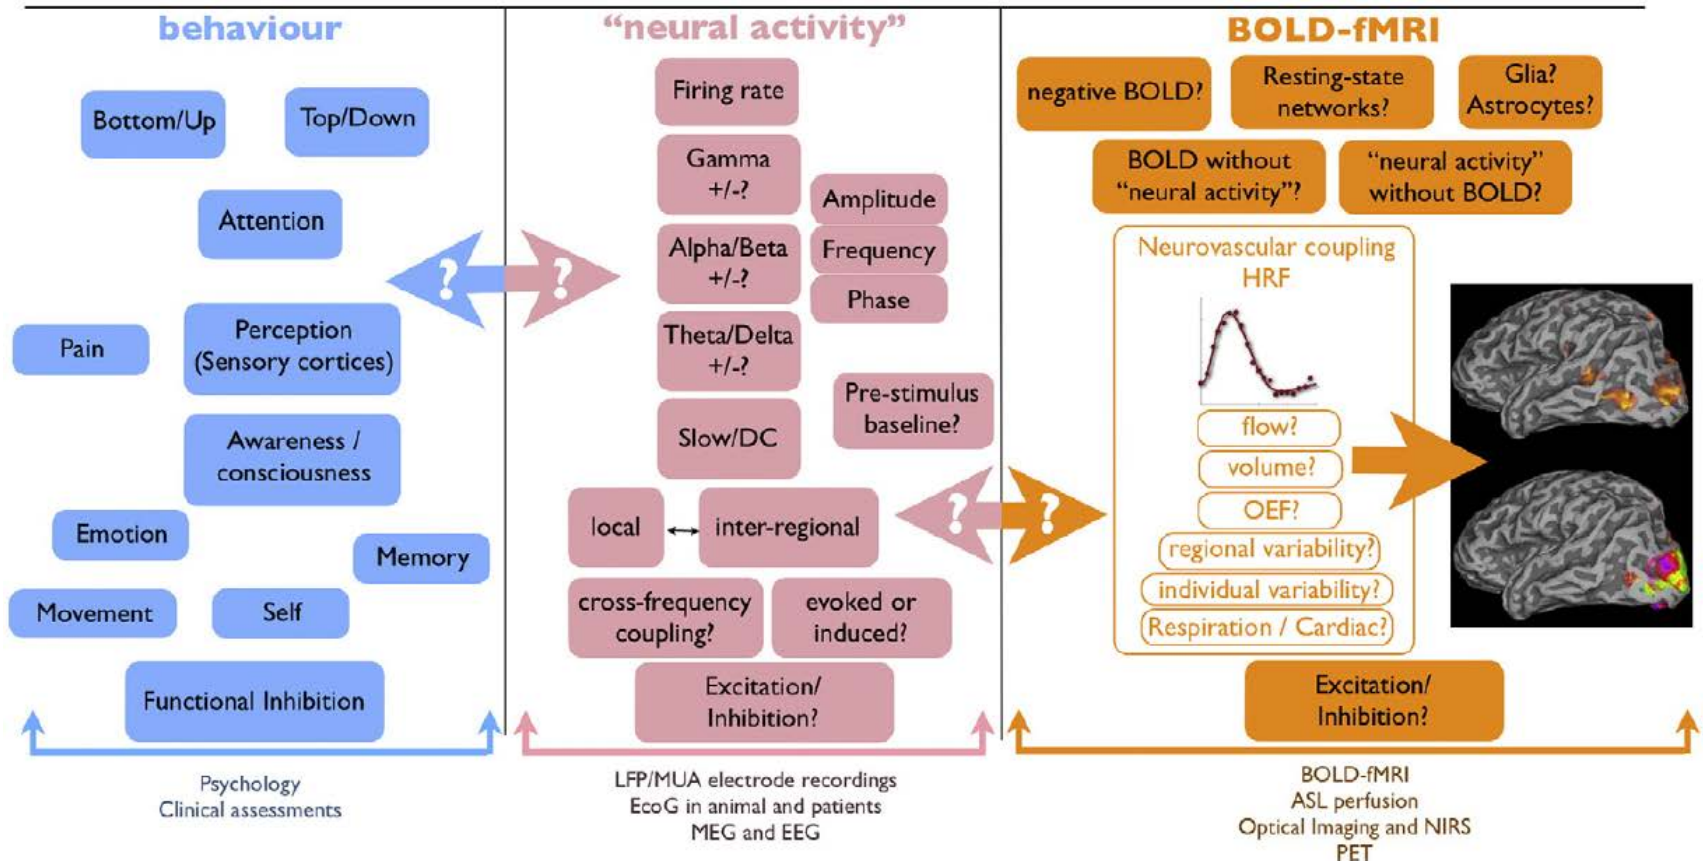 behaviour
Bottom/Up
Top/Down
Attention
?
Pain
Perception
(Sensory cortices)
Awareness /
consciousness
Emotion
Memory
Movement
Self
Functional Inhibition
Psychology
Clinical assessments
“neural activity”
Firing rate
Gamma
+/-?
Amplitude
Alpha/Beta
+/-?
Frequency
?
Phase
Theta/Delta
+/-?
Pre-stimulus
baseline?
Slow/DC
local
inter-regional
?
cross-frequency
coupling?
evoked or
induced?
Excitation/
Inhibition?
LFP/MUA electrode recordings
EcoG in animal and patients
MEG and EEG
BOLD-fMRI
negative BOLD?
Resting-state
networks?
Glia?
Astrocytes?
BOLD without
“neural activity”?
“neural activity”
without BOLD?
Neurovascular coupling
HRF
flow?
volume?
OEF?
?
regional variability?
individual variability?
Respiration / Cardiac?
Excitation/
Inhibition?
BOLD-fMRI
ASL perfusion
Optical Imaging and NIRS
PET